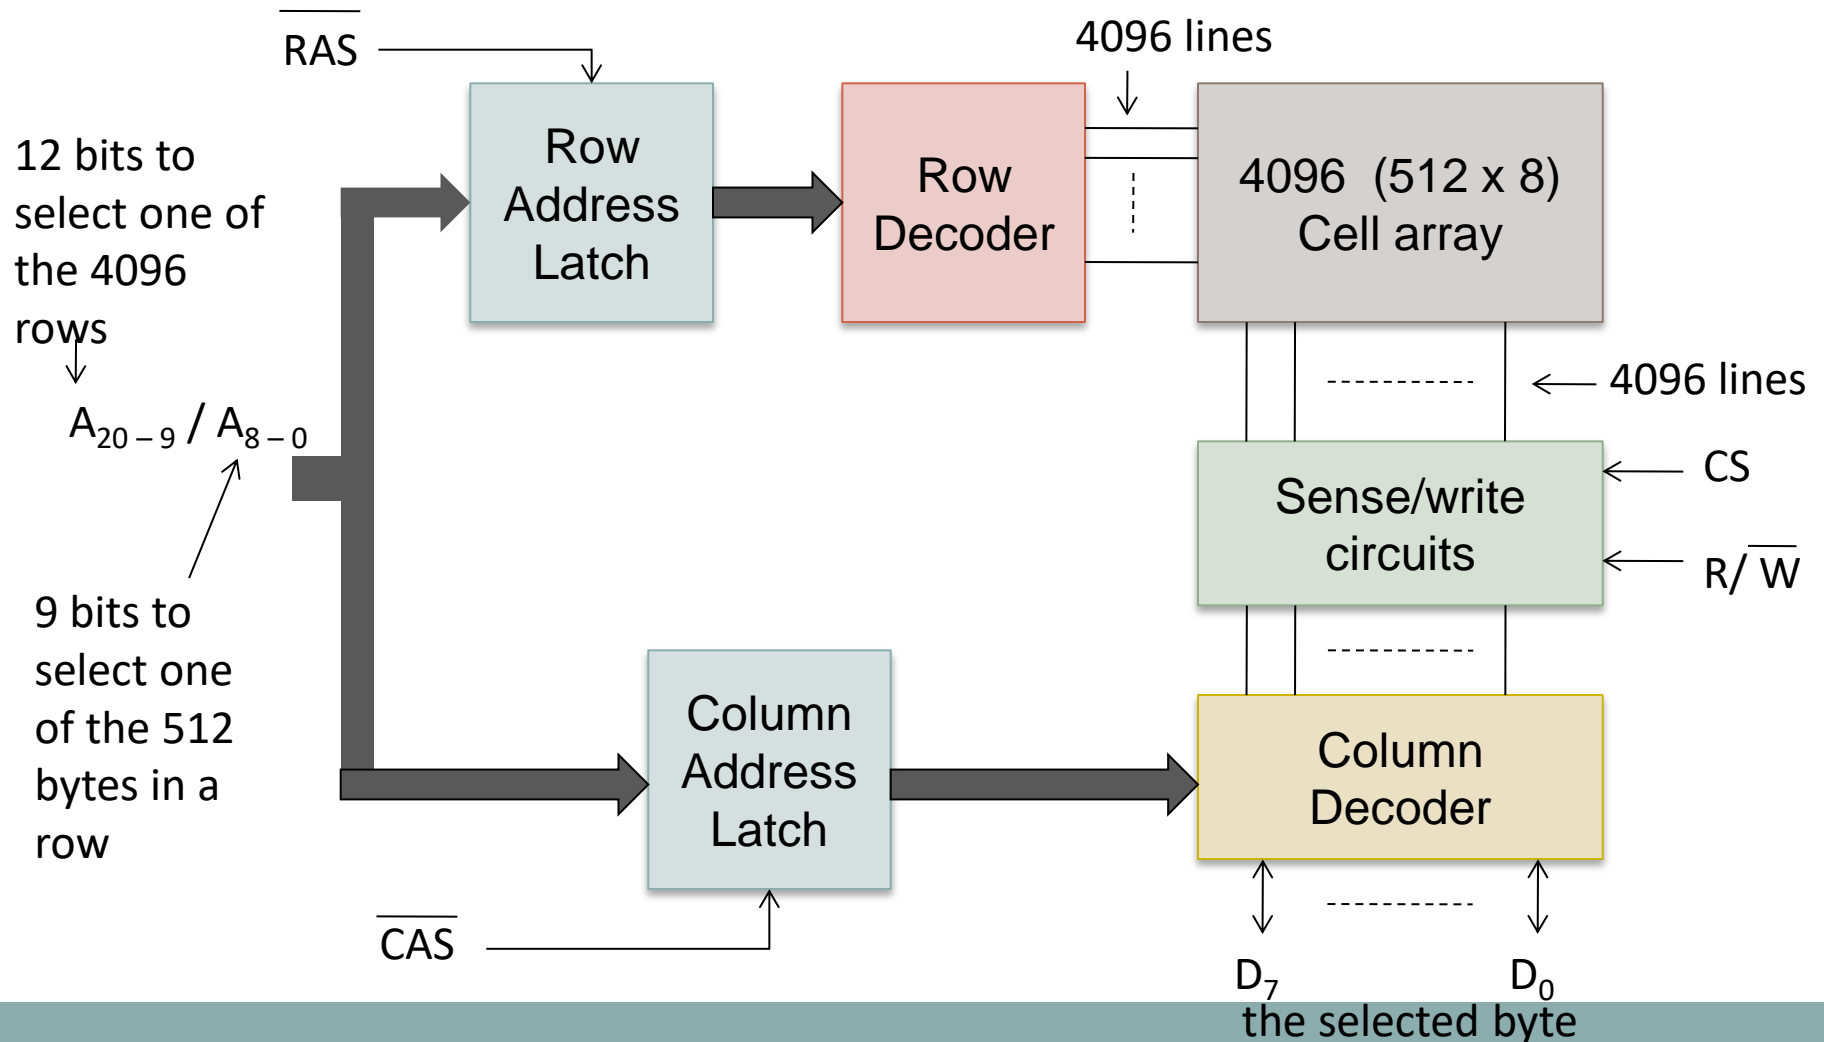 RAS
4096 lines
12 bits to
select one of
the 4096
rows
Row
Address
Latch
Row
Decoder
4096 (512 x 8)
Cell array
A20 – 9 / A8 – 0
4096 lines
Sense/write
circuits
CS
R/ W
9 bits to
select one
of the 512
bytes in a
row
Column
Address
Latch
Column
Decoder
CAS
D7
D0
the selected byte